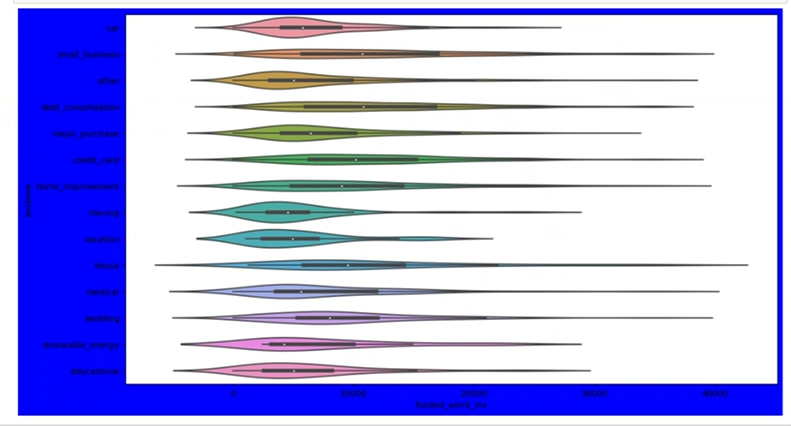 car
small_business
other
debt_consolidation
major_purchase
credit_card
home_improvement
moving
vacation
house
medical
wedding
renewable_energy
educational
purpose
0 10000 20000 30000 40000
funded_amnt_inv